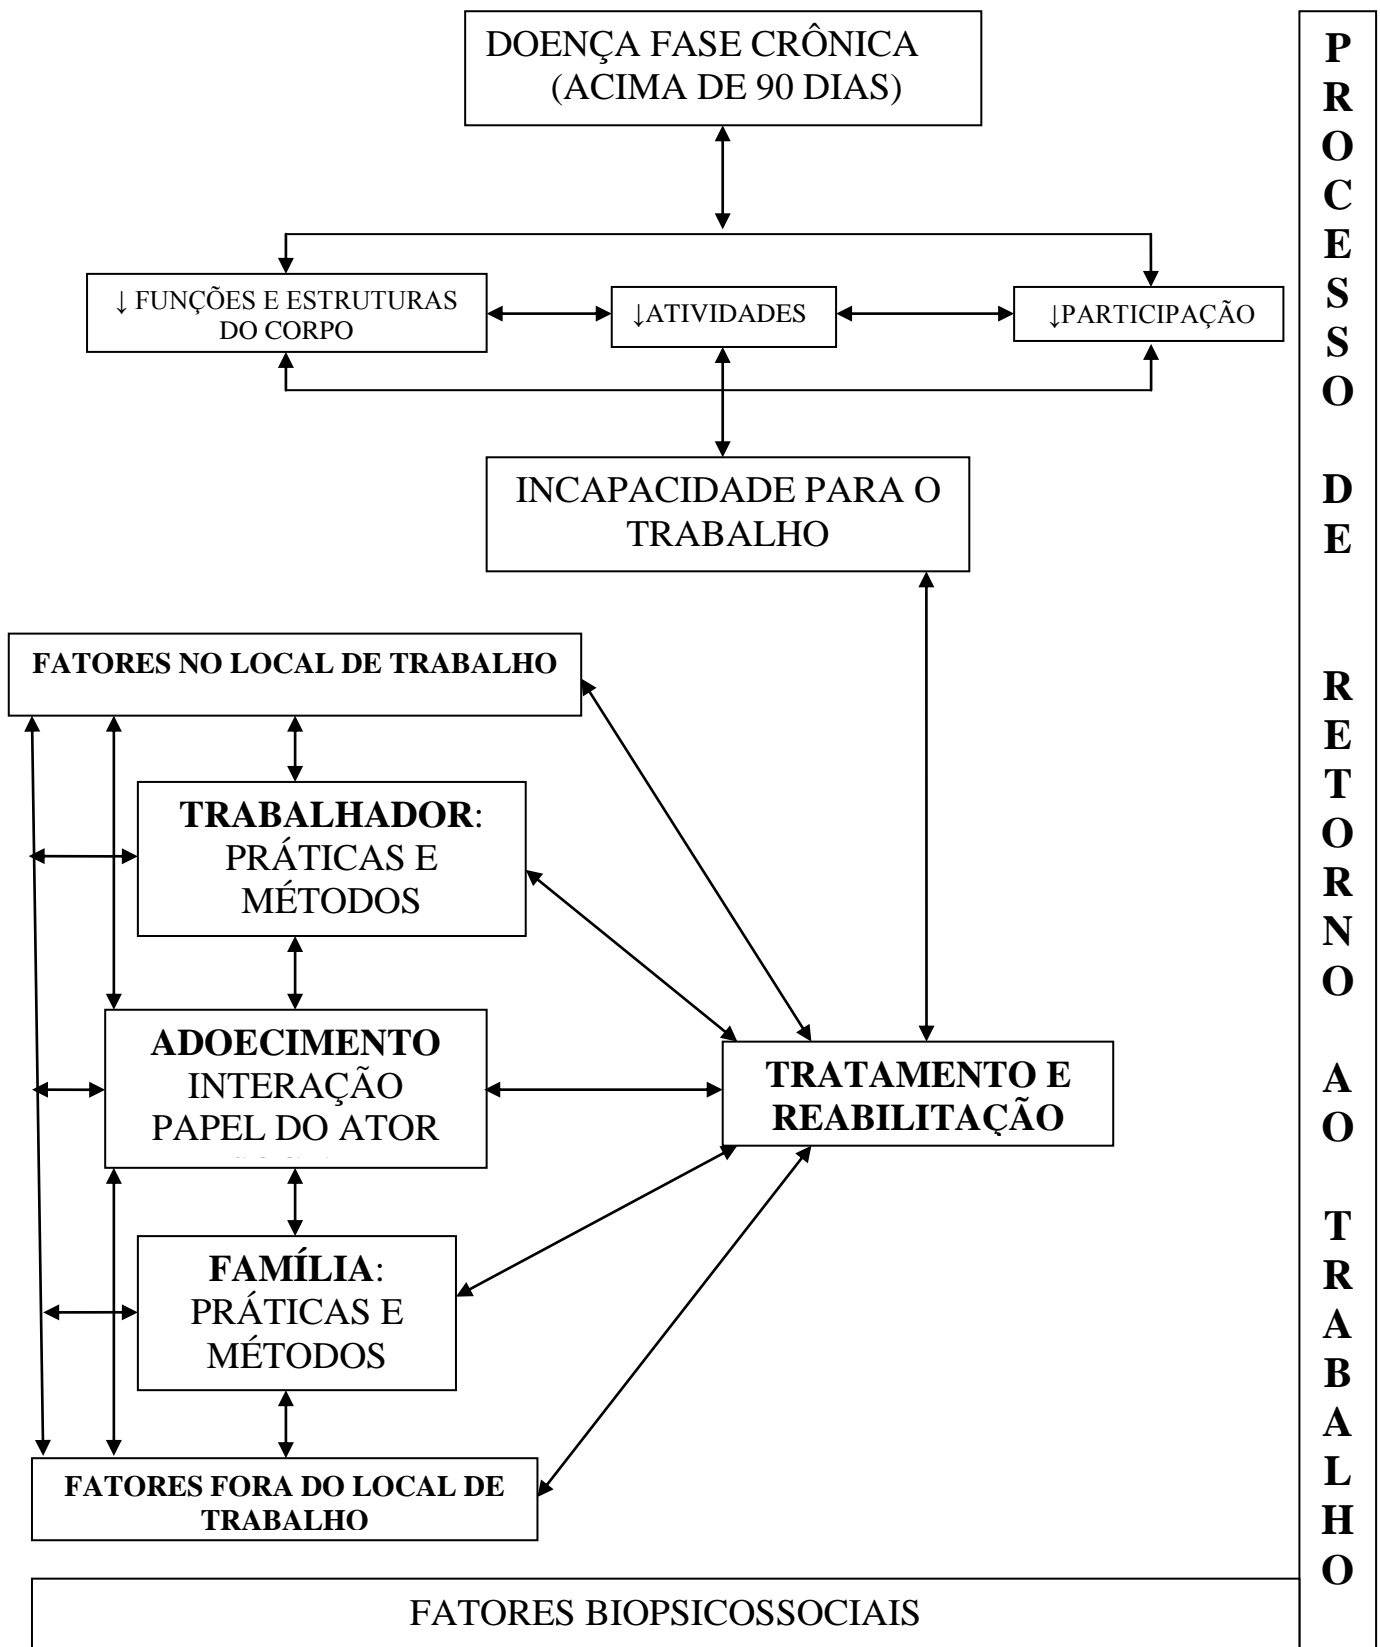 DOENÇA FASE CRÔNICA
(ACIMA DE 90 DIAS)
↓ FUNÇÕES E ESTRUTURAS
DO CORPO
↓ATIVIDADES
↓PARTICIPAÇÃO
INCAPACIDADE PARA O
TRABALHO
FATORES NO LOCAL DE TRABALHO
TRABALHADOR:
PRÁTICAS E
MÉTODOS
ADOECIMENTO
INTERAÇÃO
PAPEL DO ATOR
TRATAMENTO E
REABILITAÇÃO
FAMÍLIA:
PRÁTICAS E
MÉTODOS
FATORES FORA DO LOCAL DE
TRABALHO
FATORES BIOPSICOSSOCIAIS
PROCESSO DE RETORNO AO TRABALHO